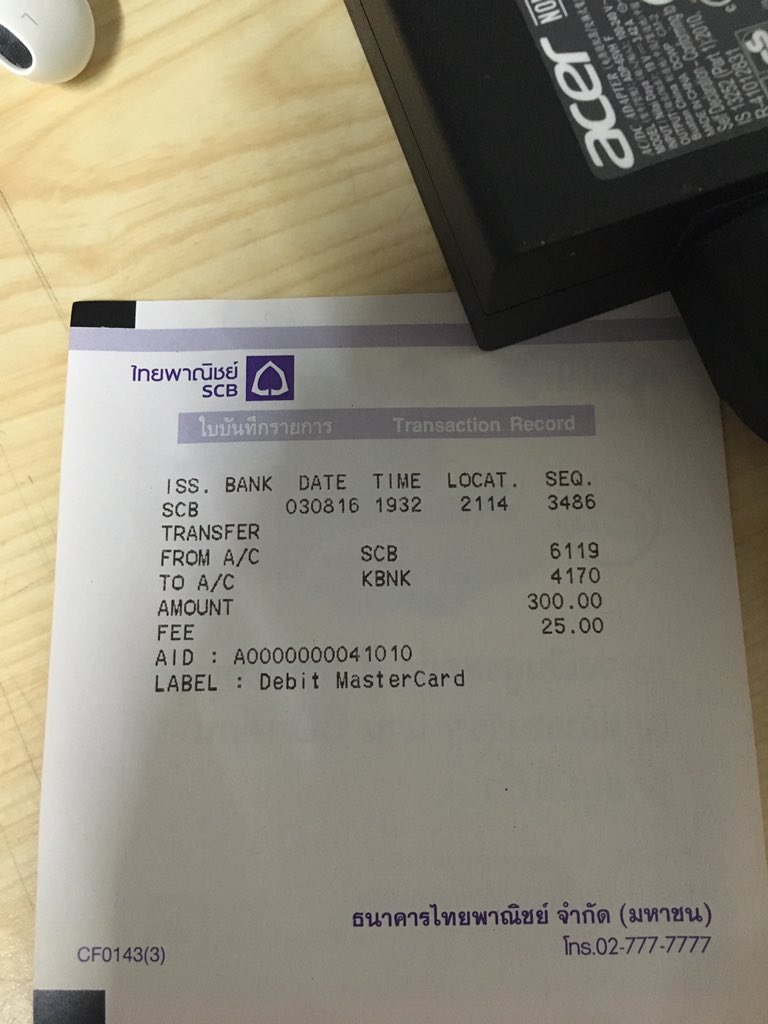 acer
ไทยพาณิชย์
SCB
ใบบันทึกรายการ Transaction Record
ISS. BANK DATE TIME LOCAT. SEQ.
SCB 030816 1932 2114 3486
TRANSFER
FROM A/C SCB 6119
TO A/C KBNK 4170
AMOUNT 300.00
FEE 25.00
AID : A0000000041010
LABEL : Debit MasterCard
ธนาคารไทยพาณิชย์ จำกัด (มหาชน)
CF0143(3) โทร.02-777-7777